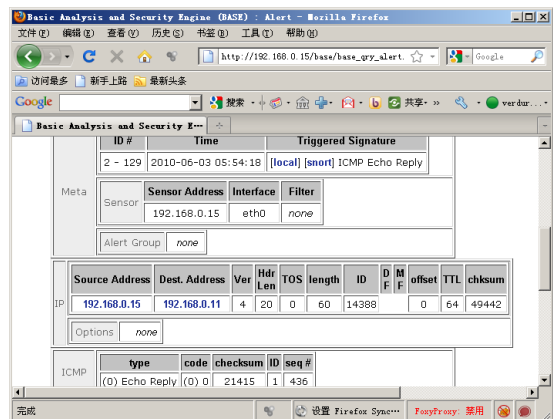 Basic Analysis and Security Engine (BASE) : Alert - Mozilla Firefox
文件(F) 编辑(E) 查看(V) 历史(S) 书签(B) 工具(T) 帮助(H)
http://192.168.0.15/base/base_qry_alert. Google
访问最多 新手上路 最新头条
Google 搜索 共享· » verdur...
Basic Analysis and Security E...
ID # Time Triggered Signature
2 - 129 2010-06-03 05:54:18 [local] [snort] ICMP Echo Reply
Meta
Sensor
Sensor Address Interface Filter
192.168.0.15 eth0 none
Alert Group none
IP
Source Address Dest. Address Ver Hdr Len TOS length ID D F M F offset TTL chksum
192.168.0.15 192.168.0.11 4 20 0 60 14388 0 64 49442
Options none
ICMP
type code checksum ID seq #
(0) Echo Reply (0) 0 21415 1 436
完成 设置 Firefox Sync... FoxyProxy: 禁用